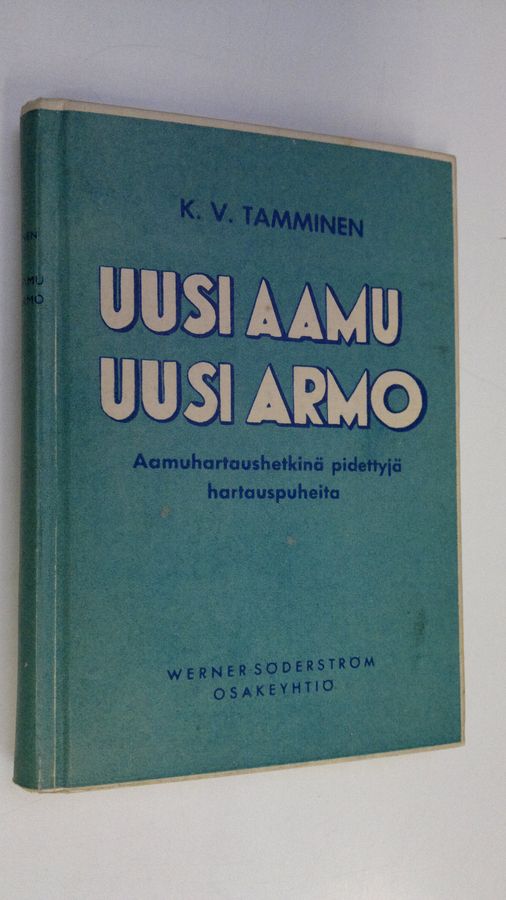 K. V. TAMMINEN
UUSI AAMU
UUSI ARMO
Aamuhartaushetkinä pidettyjä
hartauspuheita
WERNER SÖDERSTRÖM
OSAKEYHTIÖ